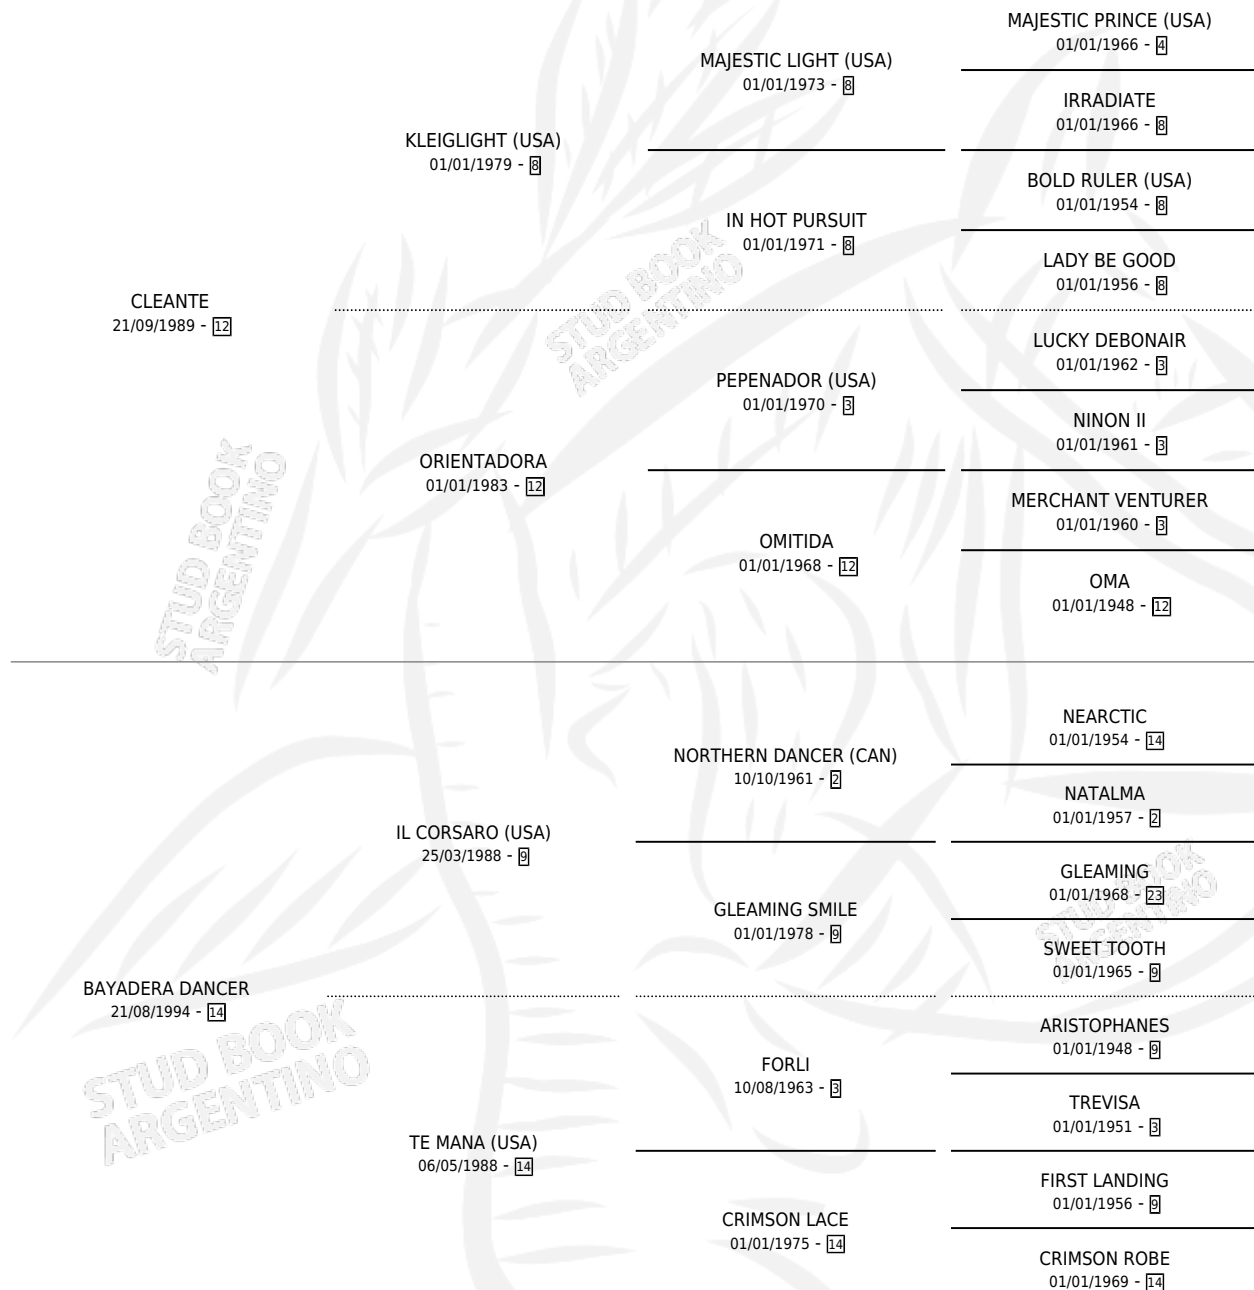 MAJESTIC PRINCE (USA)
01/01/1966 - 4
MAJESTIC LIGHT (USA)
01/01/1973 - 8
IRRADIATE
01/01/1966 - 8
KLEIGLIGHT (USA)
01/01/1979 - 8
BOLD RULER (USA)
01/01/1954 - 8
IN HOT PURSUIT
01/01/1971 - 8
LADY BE GOOD
01/01/1956 - 8
CLEANTE
21/09/1989 - 12
LUCKY DEBONAIR
01/01/1962 - 3
PEPENADOR (USA)
01/01/1970 - 3
NINON II
01/01/1961 - 3
ORIENTADORA
01/01/1983 - 12
MERCHANT VENTURER
01/01/1960 - 3
OMITIDA
01/01/1968 - 12
OMA
01/01/1948 - 12
NEARCTIC
01/01/1954 - 14
NORTHERN DANCER (CAN)
10/10/1961 - 2
NATALMA
01/01/1957 - 2
IL CORSARO (USA)
25/03/1988 - 9
GLEAMING
01/01/1968 - 23
GLEAMING SMILE
01/01/1978 - 9
SWEET TOOTH
01/01/1965 - 9
BAYADERA DANCER
21/08/1994 - 14
ARISTOPHANES
01/01/1948 - 9
FORLI
10/08/1963 - 3
TREVISA
01/01/1951 - 3
TE MANA (USA)
06/05/1988 - 14
FIRST LANDING
01/01/1956 - 9
CRIMSON LACE
01/01/1975 - 14
CRIMSON ROBE
01/01/1969 - 14
STUD BOOK
ARGENTINO
STUD BOOK
ARGENTINO
STUD BOOK
ARGENTINO
STUD BOOK
ARGENTINO